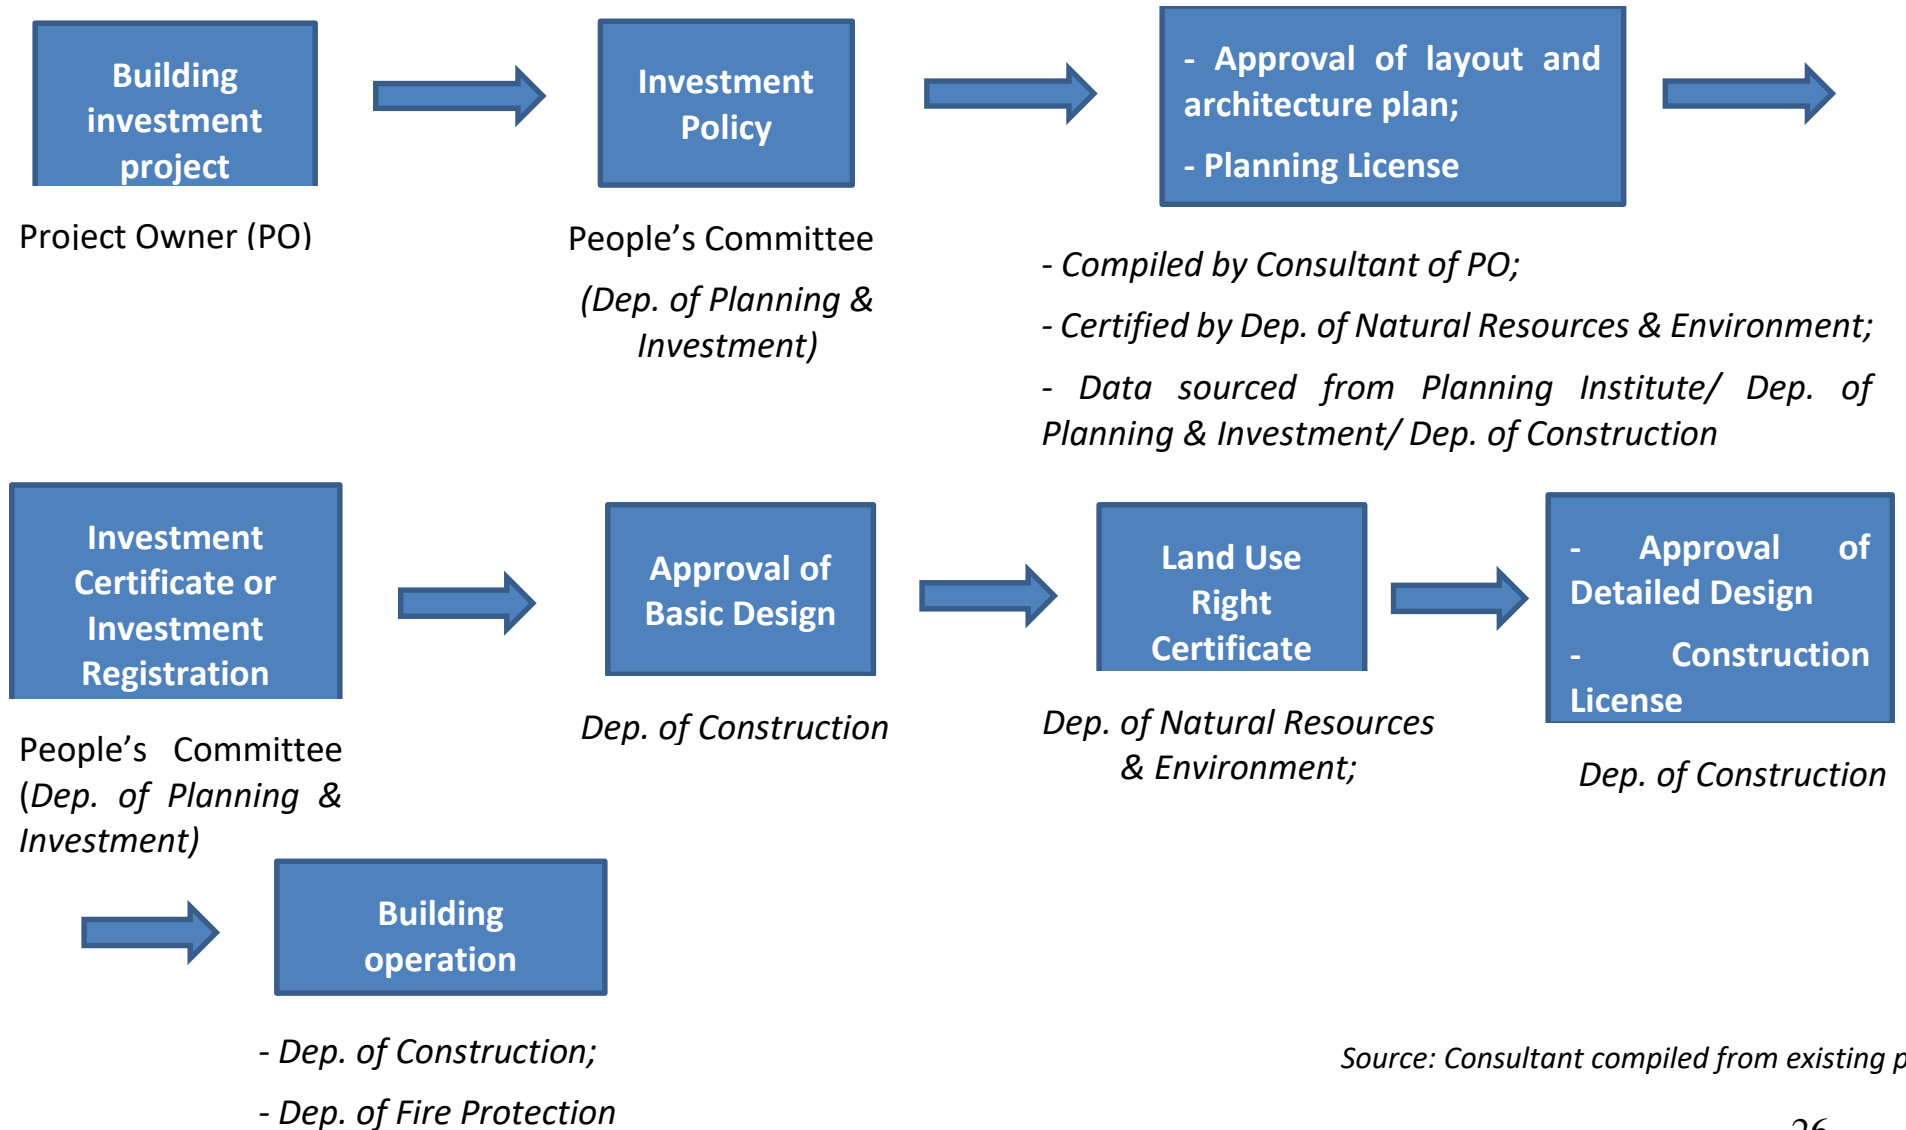 Building
investment
project
Investment
Policy
- Approval of layout and
architecture plan;
- Planning License
Project Owner (PO)
People’s Committee
(Dep. of Planning &
Investment)
- Compiled by Consultant of PO;
- Certified by Dep. of Natural Resources & Environment;
- Data sourced from Planning Institute/ Dep. of
Planning & Investment/ Dep. of Construction
Investment
Certificate or
Investment
Registration
Approval of
Basic Design
Land Use
Right
Certificate
- Approval of
Detailed Design
- Construction
License
People’s Committee
(Dep. of Planning &
Investment)
Dep. of Construction
Dep. of Natural Resources
& Environment;
Dep. of Construction
Building
operation
- Dep. of Construction;
- Dep. of Fire Protection
Source: Consultant compiled from existing p
26